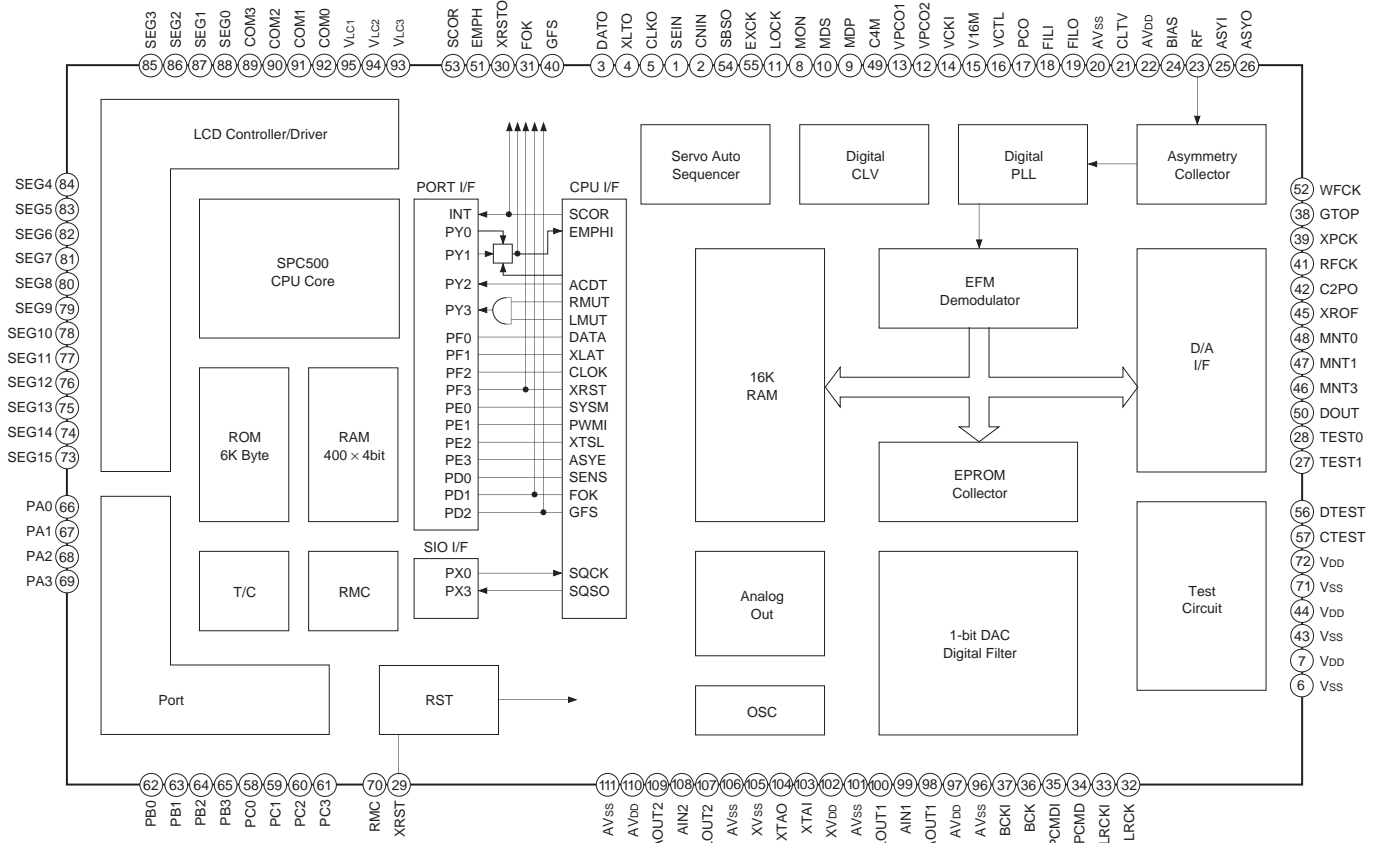 SEG3 SEG2 SEG1 SEG0 COM3 COM2 COM1 COM0 VLC1 VLC2 VLC3 SCOR EMPH XRSTO FOK GFS DATO XLTO CLKO SEIN CNIN SBSO EXCK LOCK MON MDS MDP C4M VPCO1 VPCO2 VCKI V16M VCTL PCO FILI FILO AVSS CLTV AVDD BIAS RF ASYI ASYO
85 86 87 88 89 90 91 92 95 94 93 53 51 30 31 40 3 4 5 1 2 54 55 11 8 10 9 49 13 12 14 15 16 17 18 19 20 21 22 24 23 25 26
LCD Controller/Driver
Servo Auto
Sequencer
Digital
CLV
Digital
PLL
Asymmetry
Collector
SEG4 84
SEG5 83
SEG6 82
SEG7 81
SEG8 80
SEG9 79
SEG10 78
SEG11 77
SEG12 76
SEG13 75
SEG14 74
SEG15 73
PA0 66
PA1 67
PA2 68
PA3 69
SPC500
CPU Core
ROM
6K Byte
RAM
400 × 4bit
T/C
RMC
Port
RST
PORT I/F
INT
PY0
PY1
PY2
PY3
PF0
PF1
PF2
PF3
PE0
PE1
PE2
PE3
PD0
PD1
PD2
SIO I/F
PX0
PX3
CPU I/F
SCOR
EMPHI
ACDT
RMUT
LMUT
DATA
XLAT
CLOK
XRST
SYSM
PWMI
XTSL
ASYE
SENS
FOK
GFS
SQCK
SQSO
16K
RAM
EFM
Demodulator
EPROM
Collector
D/A
I/F
Analog
Out
OSC
1-bit DAC
Digital Filter
Test
Circuit
52 WFCK
38 GTOP
39 XPCK
41 RFCK
42 C2PO
45 XROF
48 MNT0
47 MNT1
46 MNT3
50 DOUT
28 TEST0
27 TEST1
56 DTEST
57 CTEST
72 VDD
71 VSS
44 VDD
43 VSS
7 VDD
6 VSS
62 63 64 65 58 59 60 61 70 29 111 110 109 108 107 106 105 104 103 102 101 100 99 98 97 96 37 36 35 34 33 32
PB0 PB1 PB2 PB3 PC0 PC1 PC2 PC3 RMC XRST AVSS AVDD AOUT2 AIN2 LOUT2 AVSS XVSS XTAO XTAI XVDD AVSS LOUT1 AIN1 AOUT1 AVDD AVSS BCKI BCK PCMDI PCMD LRCKI LRCK